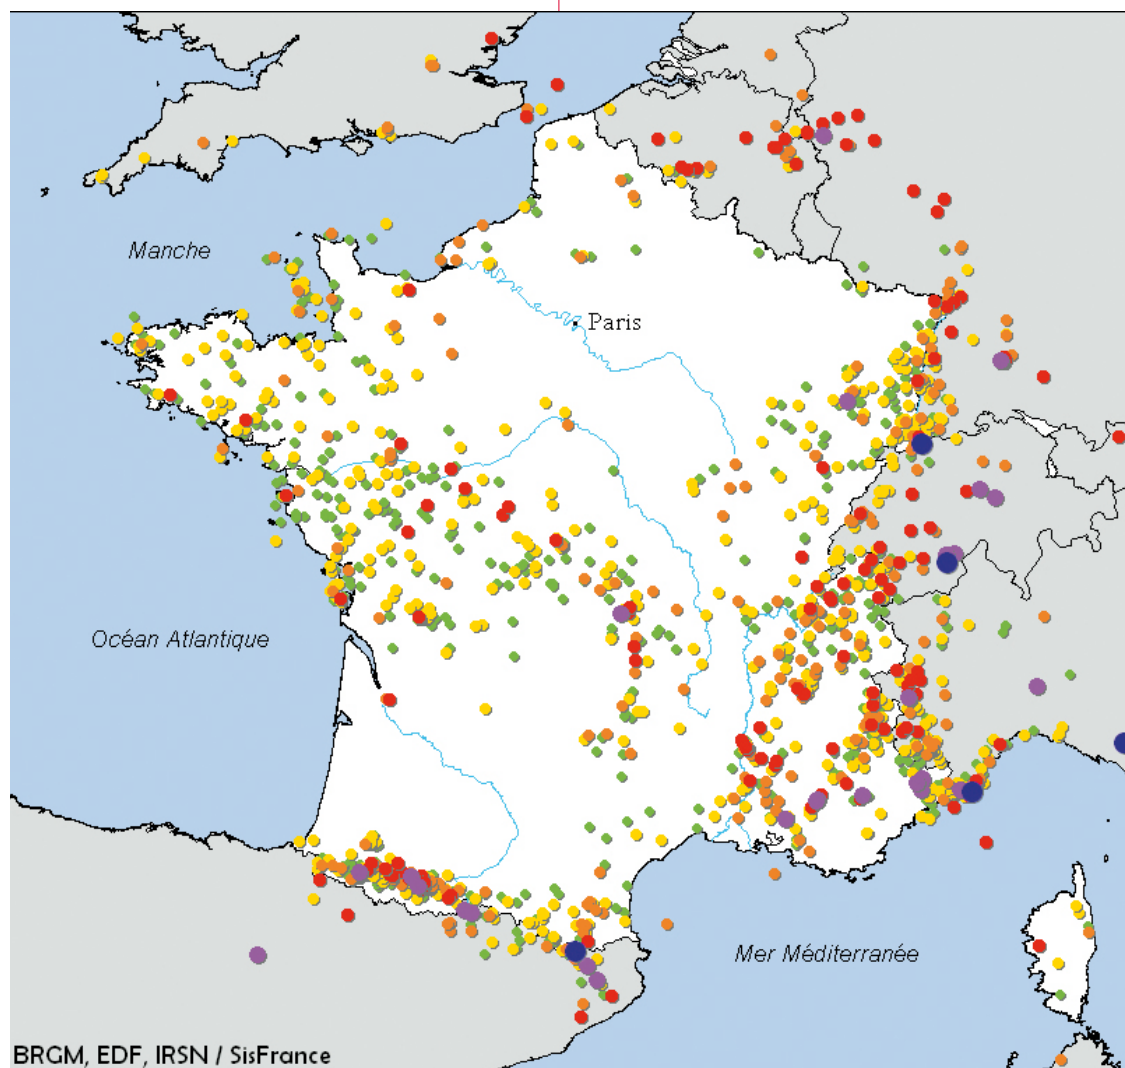 Manche
Paris
Océan Atlantique
Mer Méditerranée
BRGM, EDF, IRSN / SisFrance